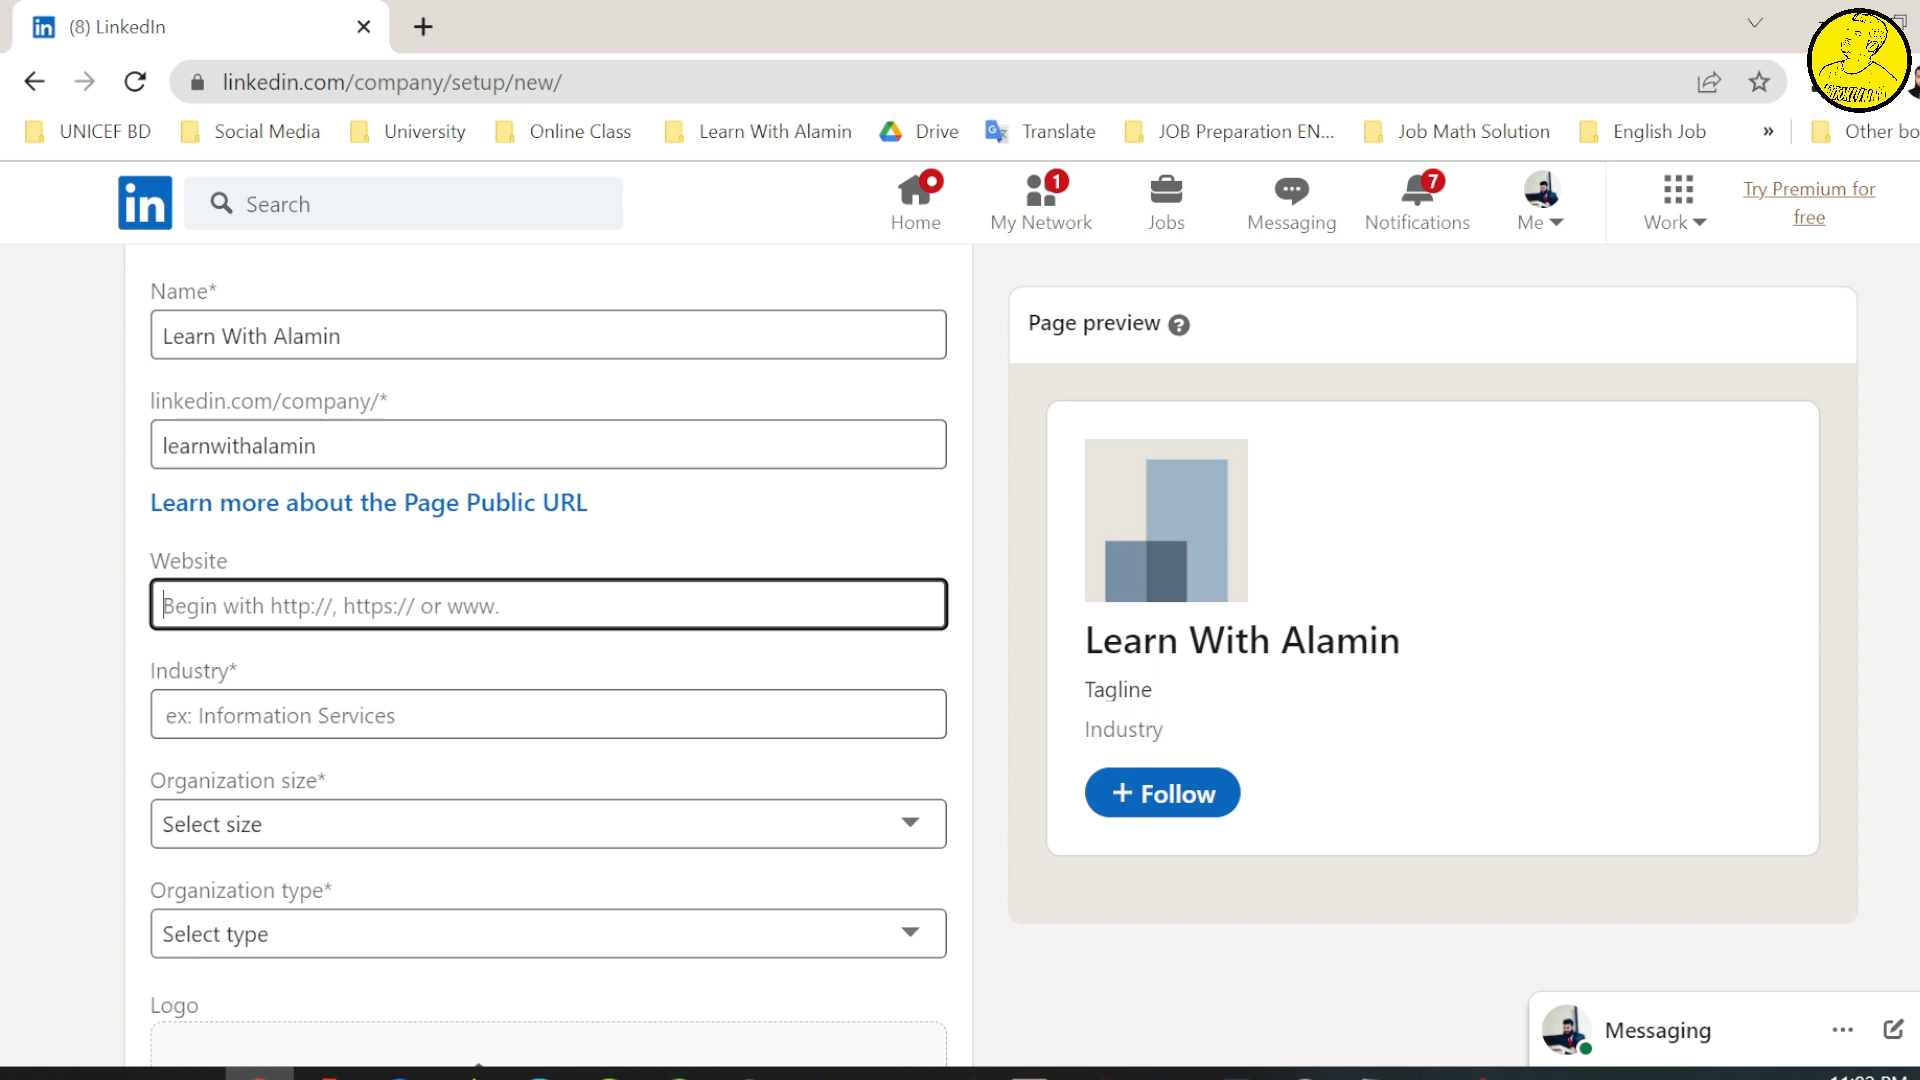 (8) LinkedIn
linkedin.com/company/setup/new/
UNICEF BD Social Media University Online Class Learn With Alamin Drive Translate JOB Preparation EN... Job Math Solution English Job » Other bo
in Search
Home My Network 1 Jobs Messaging Notifications 7 Me Work Try Premium for
free
Name*
Learn With Alamin
linkedin.com/company/*
learnwithalamin
Learn more about the Page Public URL
Website
Begin with http://, https:// or www.
Industry*
ex: Information Services
Organization size*
Select size
Organization type*
Select type
Logo
Page preview ?
Learn With Alamin
Tagline
Industry
+ Follow
Messaging